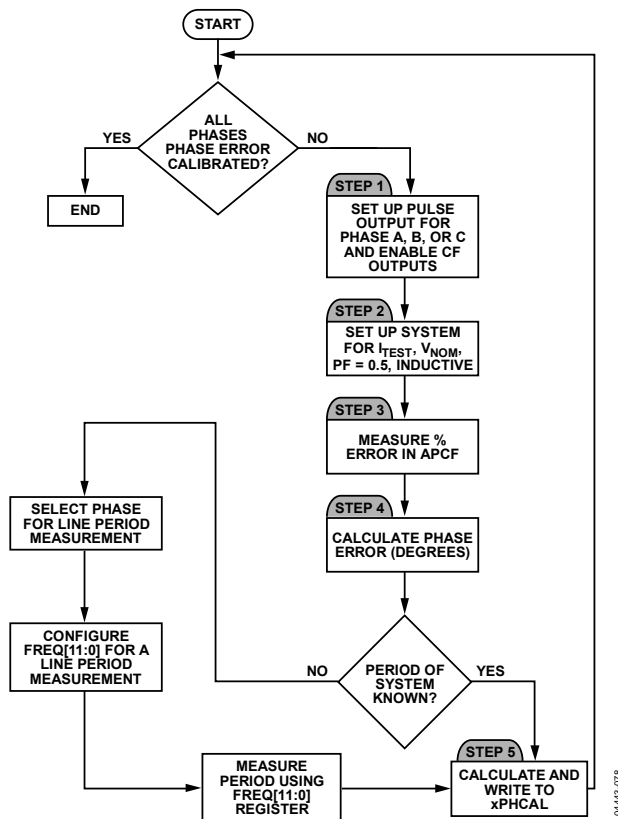 START
ALL
PHASES
PHASE ERROR
CALIBRATED?
YES
NO
END
STEP 1
SET UP PULSE
OUTPUT FOR
PHASE A, B, OR C
AND ENABLE CF
OUTPUTS
STEP 2
SET UP SYSTEM
FOR ITEST, VNOM,
PF = 0.5, INDUCTIVE
STEP 3
MEASURE %
ERROR IN APCF
STEP 4
CALCULATE PHASE
ERROR (DEGREES)
PERIOD OF
SYSTEM
KNOWN?
NO
YES
SELECT PHASE
FOR LINE PERIOD
MEASUREMENT
CONFIGURE
FREQ[11:0] FOR A
LINE PERIOD
MEASUREMENT
MEASURE
PERIOD USING
FREQ[11:0]
REGISTER
STEP 5
CALCULATE AND
WRITE TO
xPHCAL
04443-078